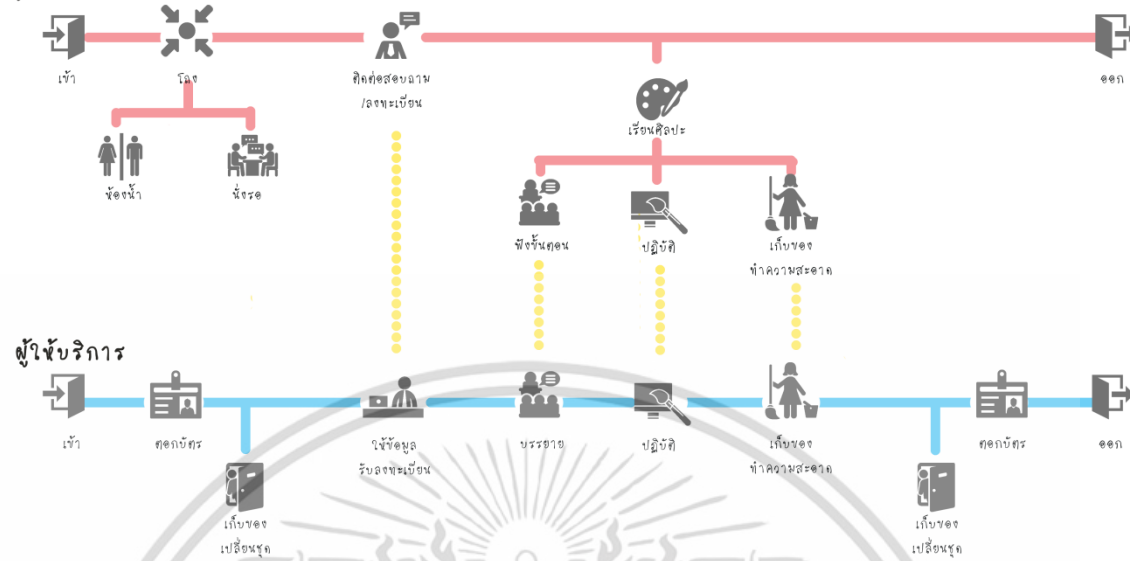 เข้า
โถง
ติดต่อสอบถาม
/ลงทะเบียน
ออก
เรียนศิลปะ
ห้องน้ำ
นั่งรอ
ฟังขั้นตอน
ปฏิบัติ
เก็บของ
ทำความสะอาด
ผู้ให้บริการ
เข้า
ตอกบัตร
ให้ข้อมูล
รับลงทะเบียน
บรรยาย
ปฏิบัติ
เก็บของ
ทำความสะอาด
ตอกบัตร
ออก
เก็บของ
เปลี่ยนชุด
เก็บของ
เปลี่ยนชุด